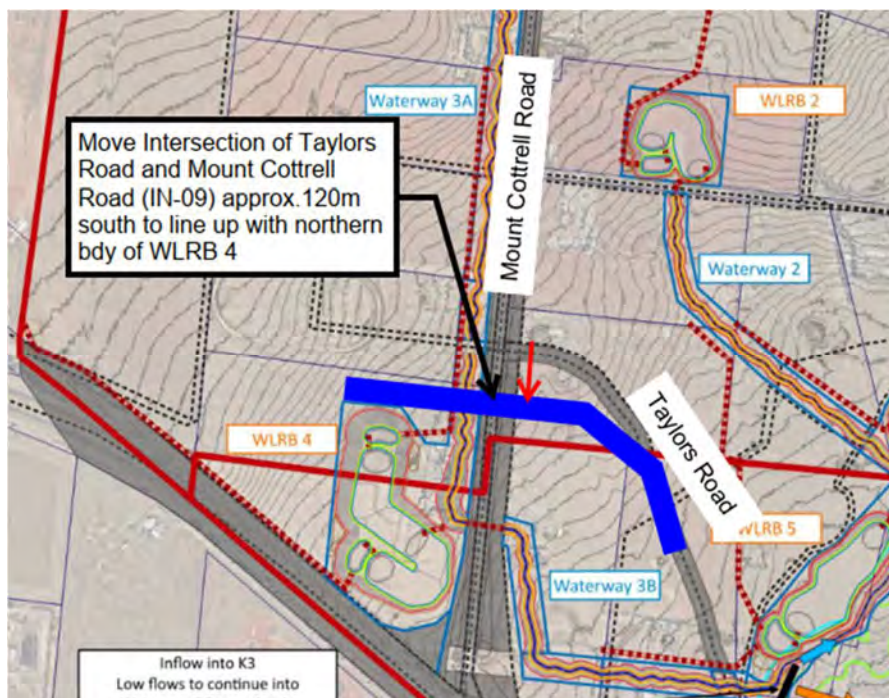 Waterway 3A
WLRB 2
Move Intersection of Taylors
Road and Mount Cottrell
Road (IN-09) approx.120m
south to line up with northern
bdy of WLRB 4
Mount Cottrell Road
Waterway 2
WLRB 4
Taylors Road
WLRB 5
Waterway 3B
Inflow into K3
Low flows to continue into